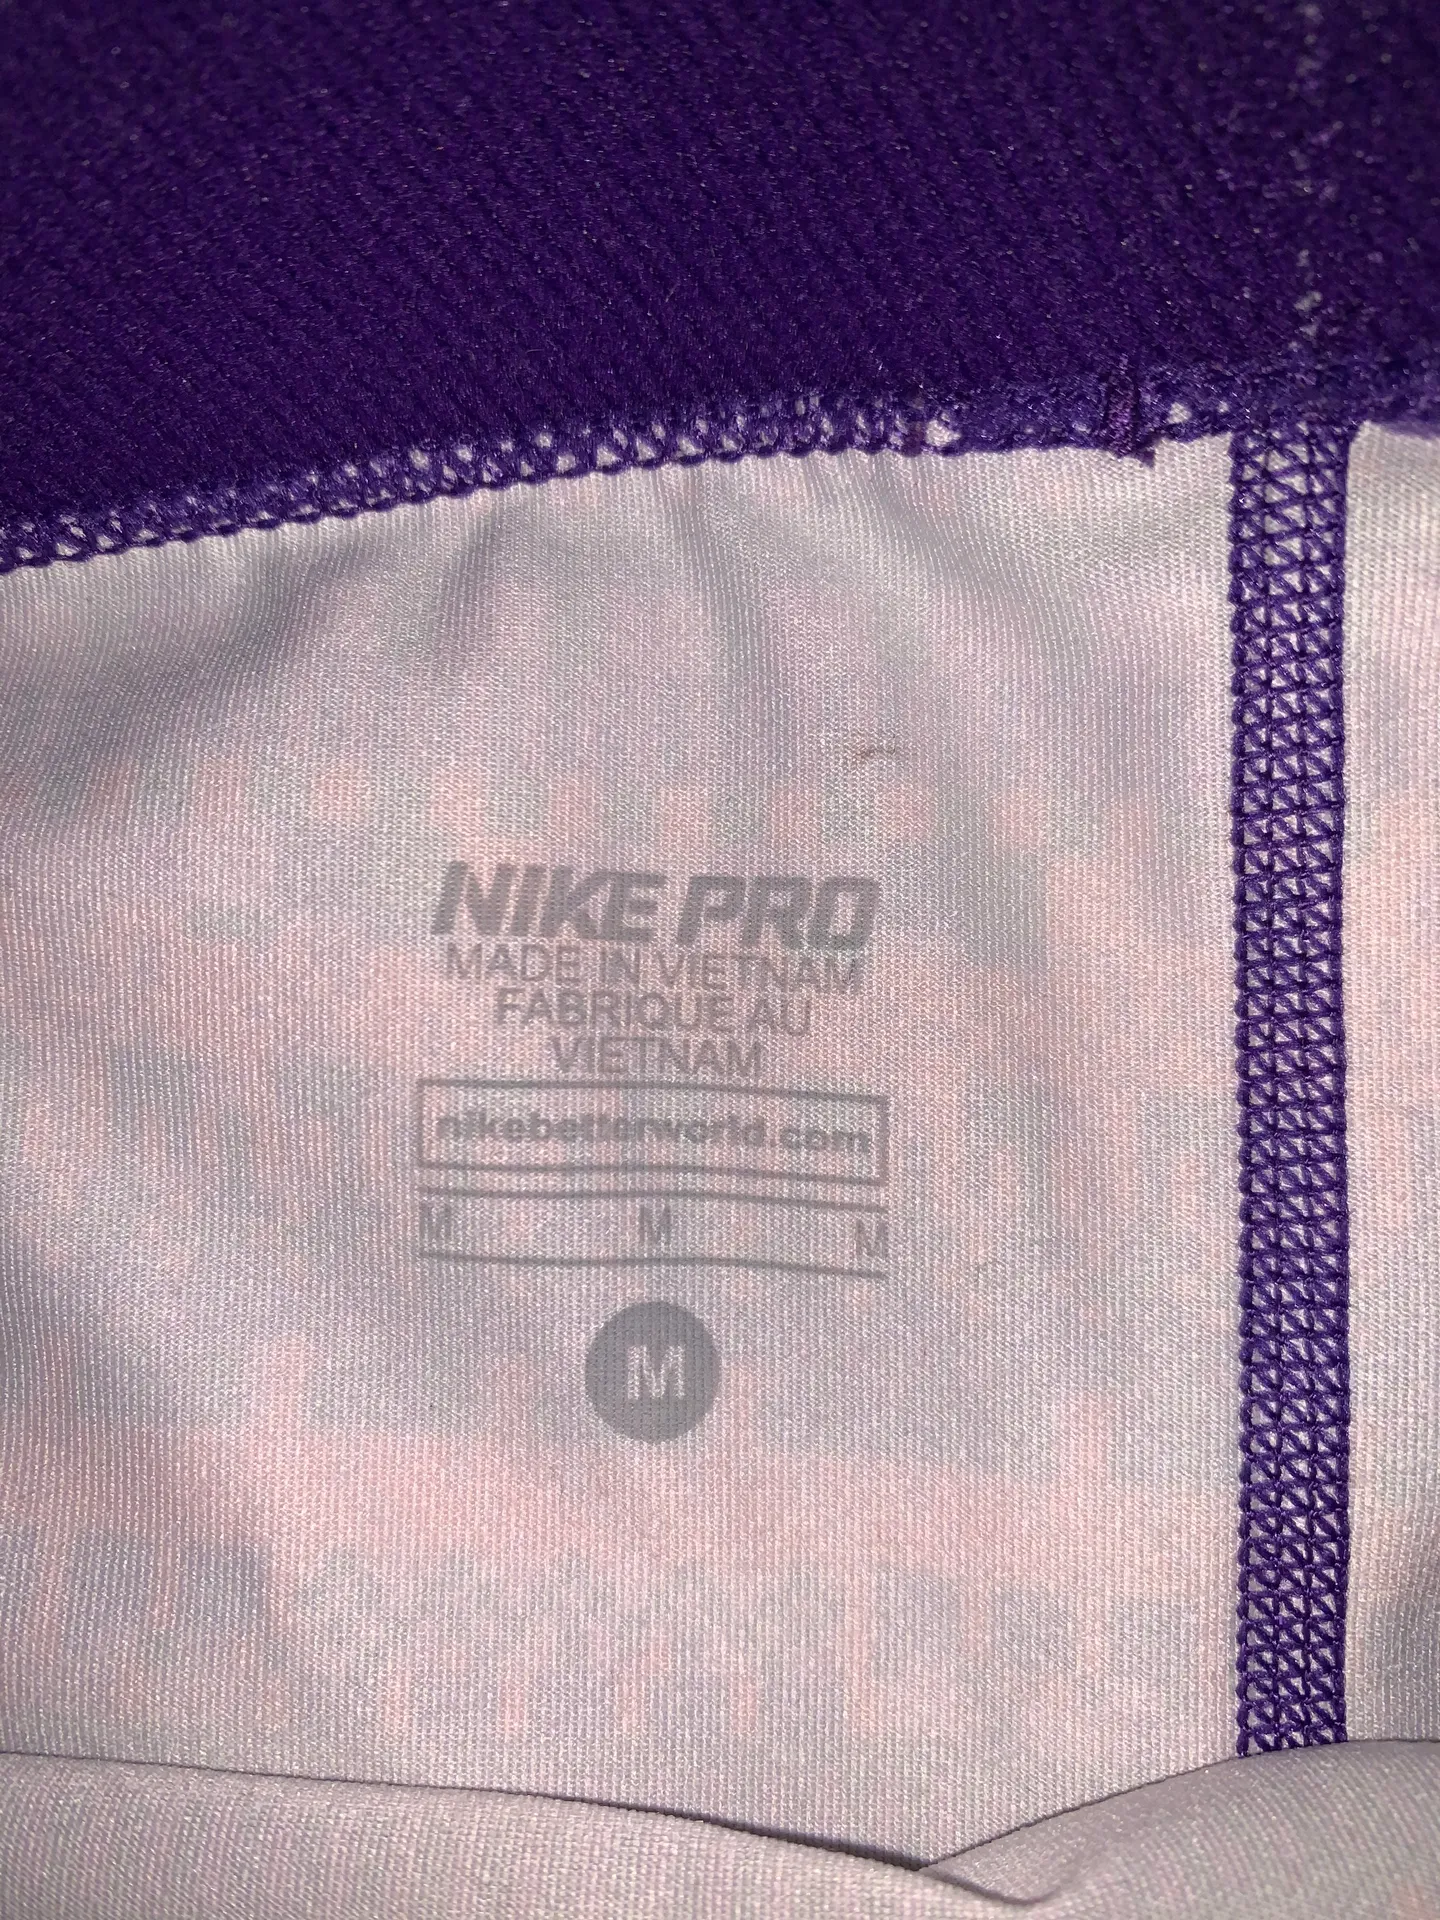 NIKE PRO
MADE IN VIETNAM
FABRIQUE AU
VIETNAM
nikebetterworld.com
M M M
M